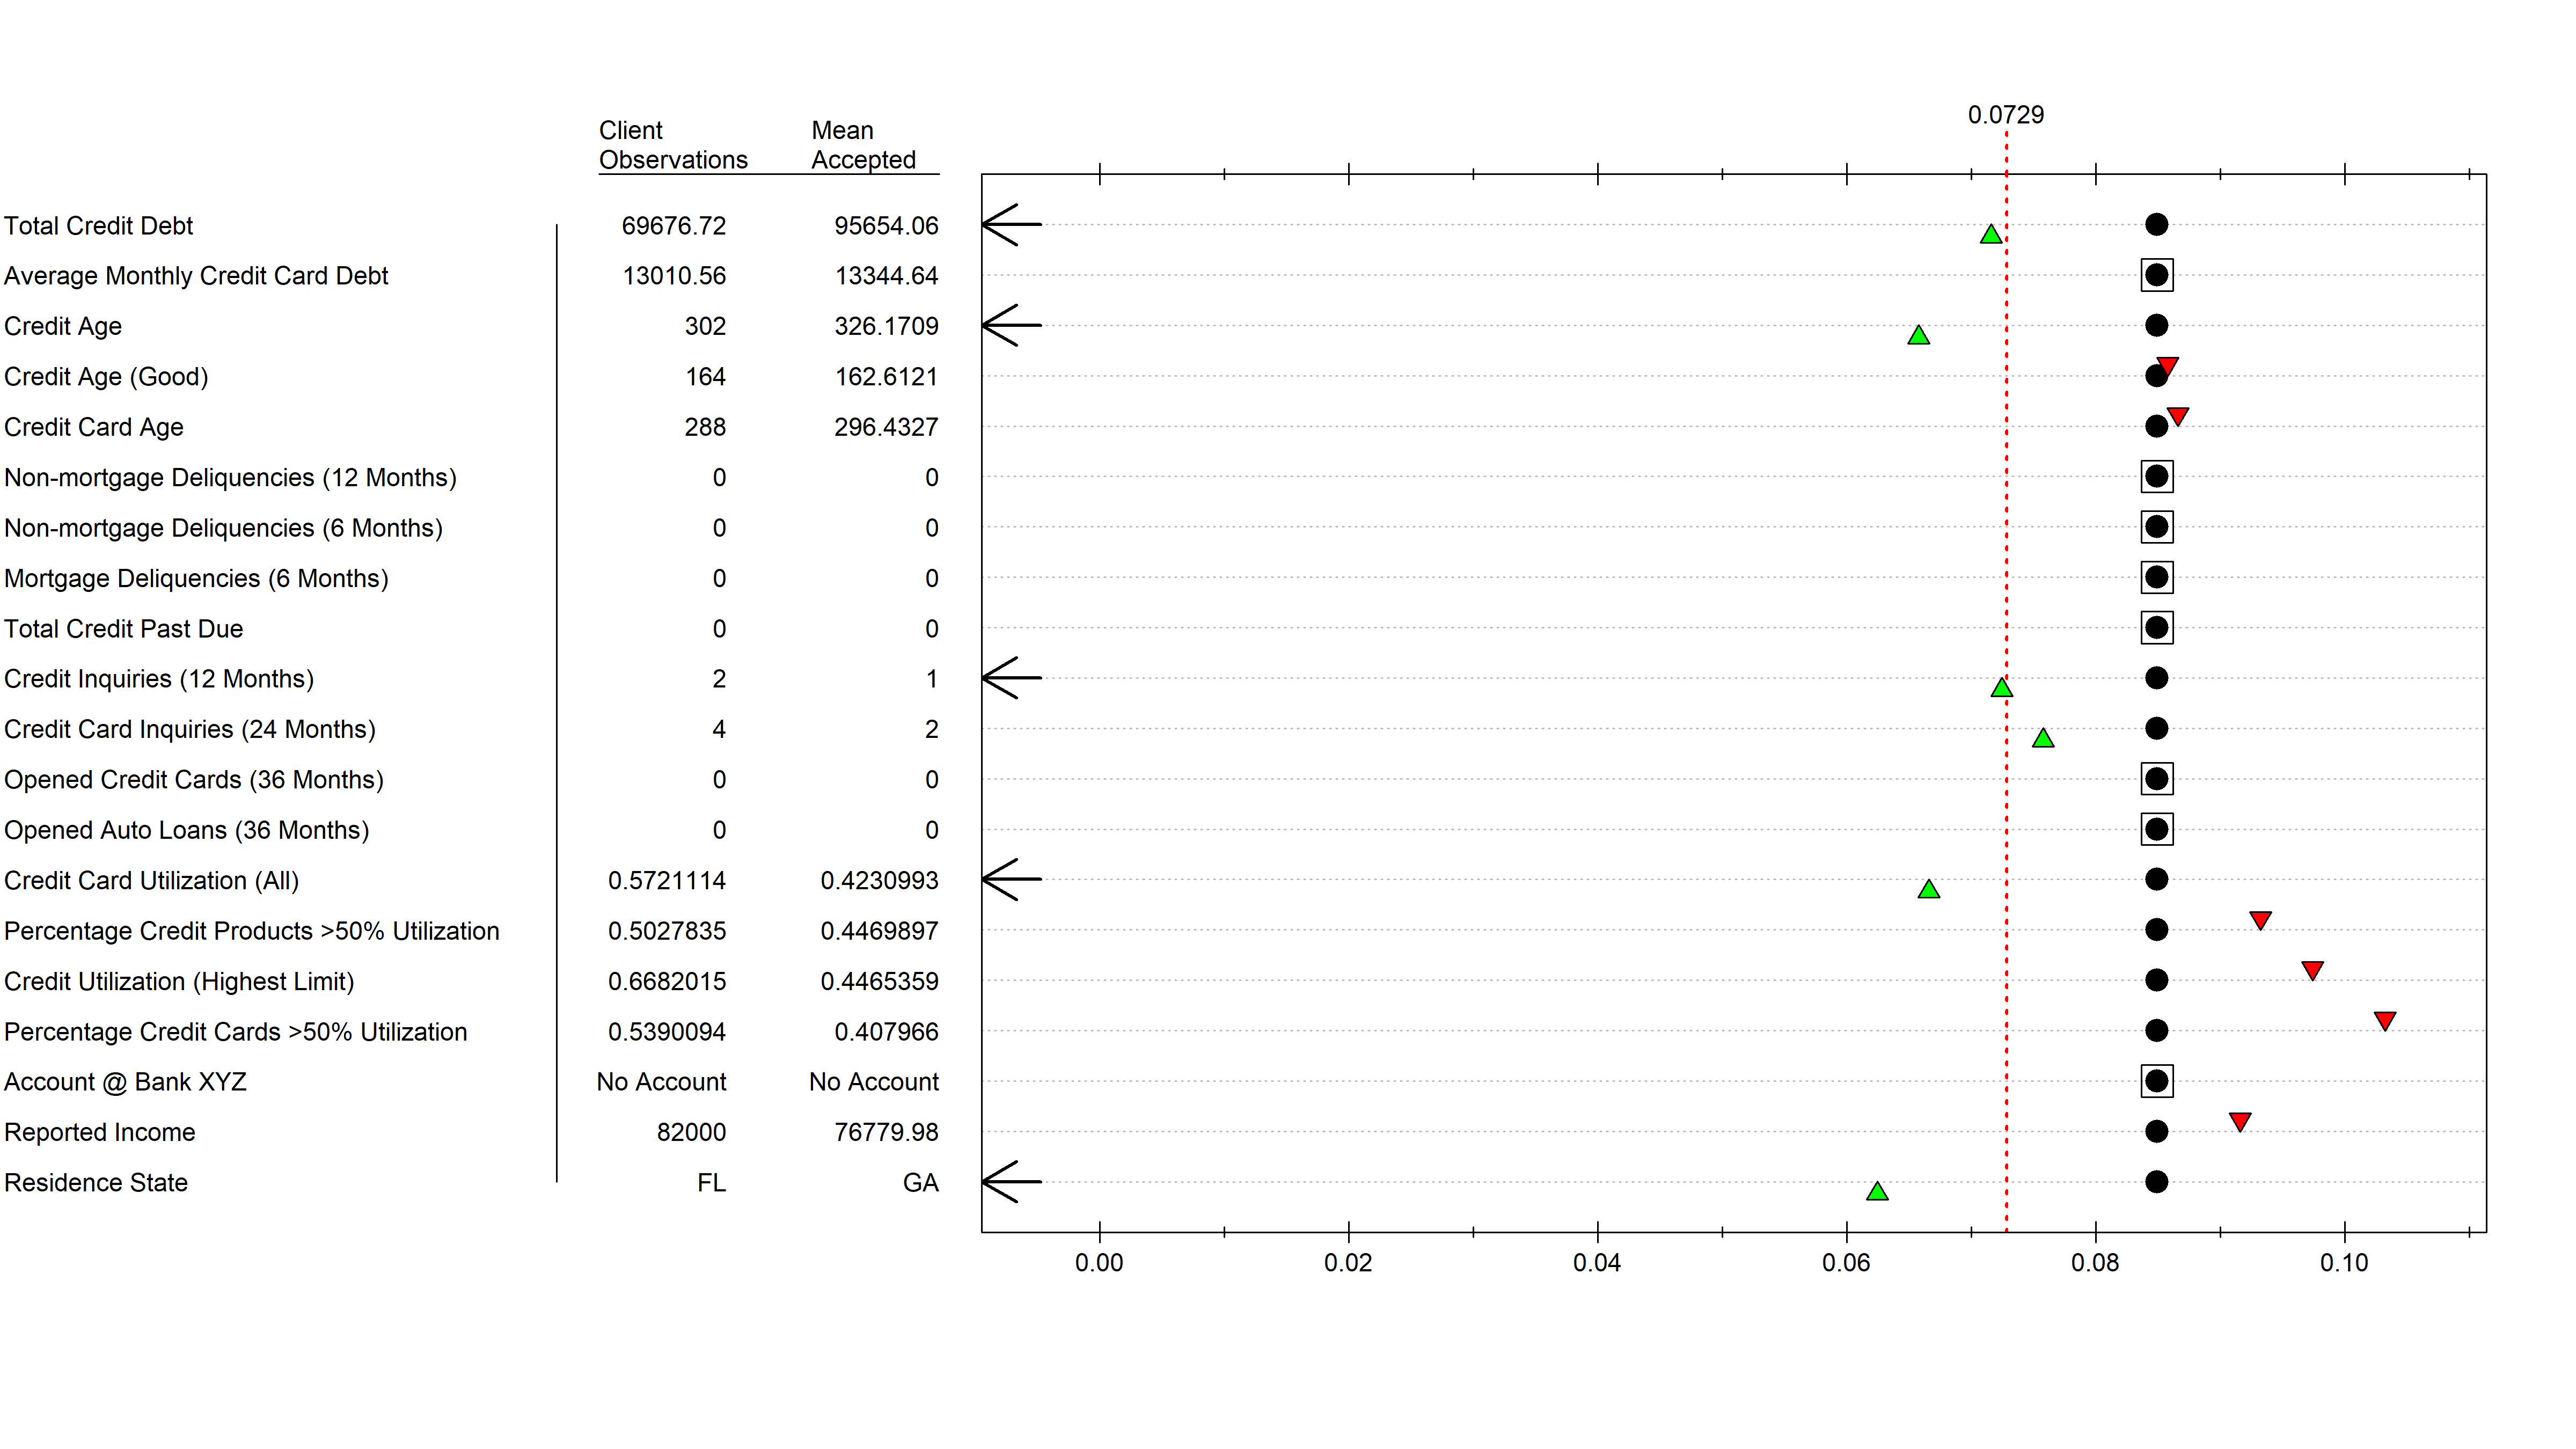 0.0729
Client Observations
Mean Accepted
Total Credit Debt 69676.72 95654.06
Average Monthly Credit Card Debt 13010.56 13344.64
Credit Age 302 326.1709
Credit Age (Good) 164 162.6121
Credit Card Age 288 296.4327
Non-mortgage Deliquencies (12 Months) 0 0
Non-mortgage Deliquencies (6 Months) 0 0
Mortgage Deliquencies (6 Months) 0 0
Total Credit Past Due 0 0
Credit Inquiries (12 Months) 2 1
Credit Card Inquiries (24 Months) 4 2
Opened Credit Cards (36 Months) 0 0
Opened Auto Loans (36 Months) 0 0
Credit Card Utilization (All) 0.5721114 0.4230993
Percentage Credit Products >50% Utilization 0.5027835 0.4469897
Credit Utilization (Highest Limit) 0.6682015 0.4465359
Percentage Credit Cards >50% Utilization 0.5390094 0.407966
Account @ Bank XYZ No Account No Account
Reported Income 82000 76779.98
Residence State FL GA
0.00 0.02 0.04 0.06 0.08 0.10